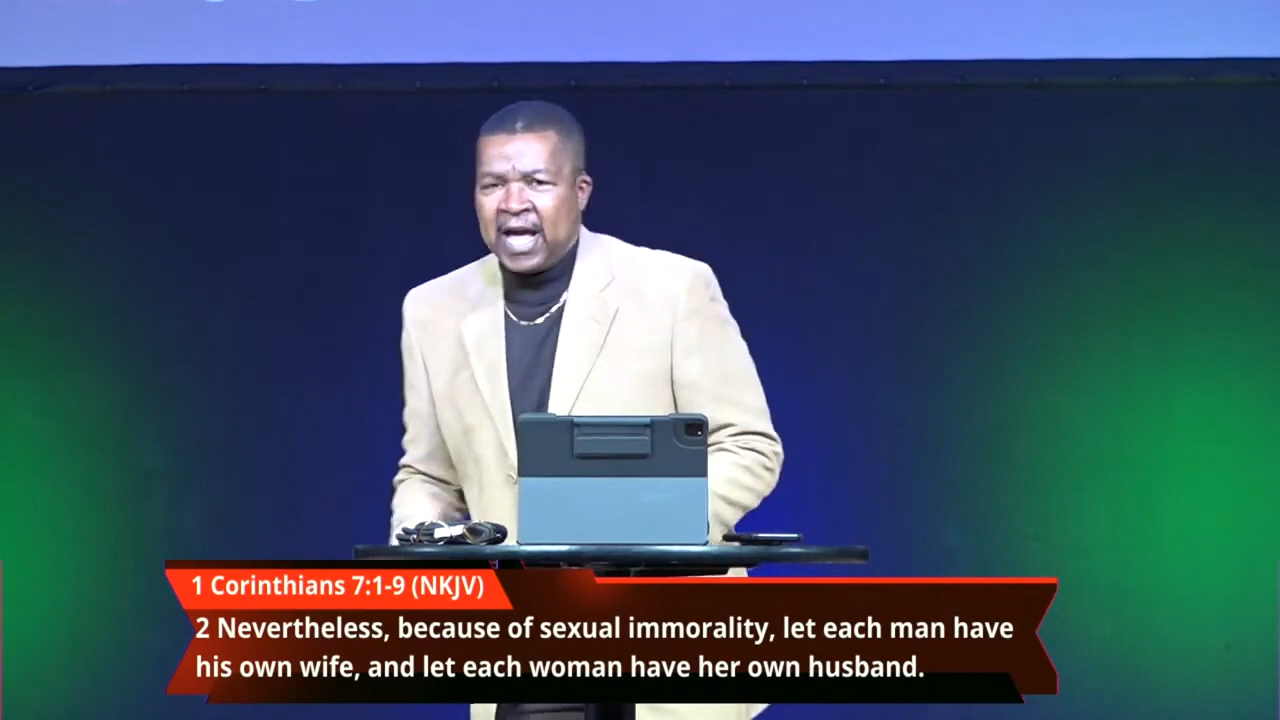 1 Corinthians 7:1-9 (NKJV)
2 Nevertheless, because of sexual immorality, let each man have
his own wife, and let each woman have her own husband.